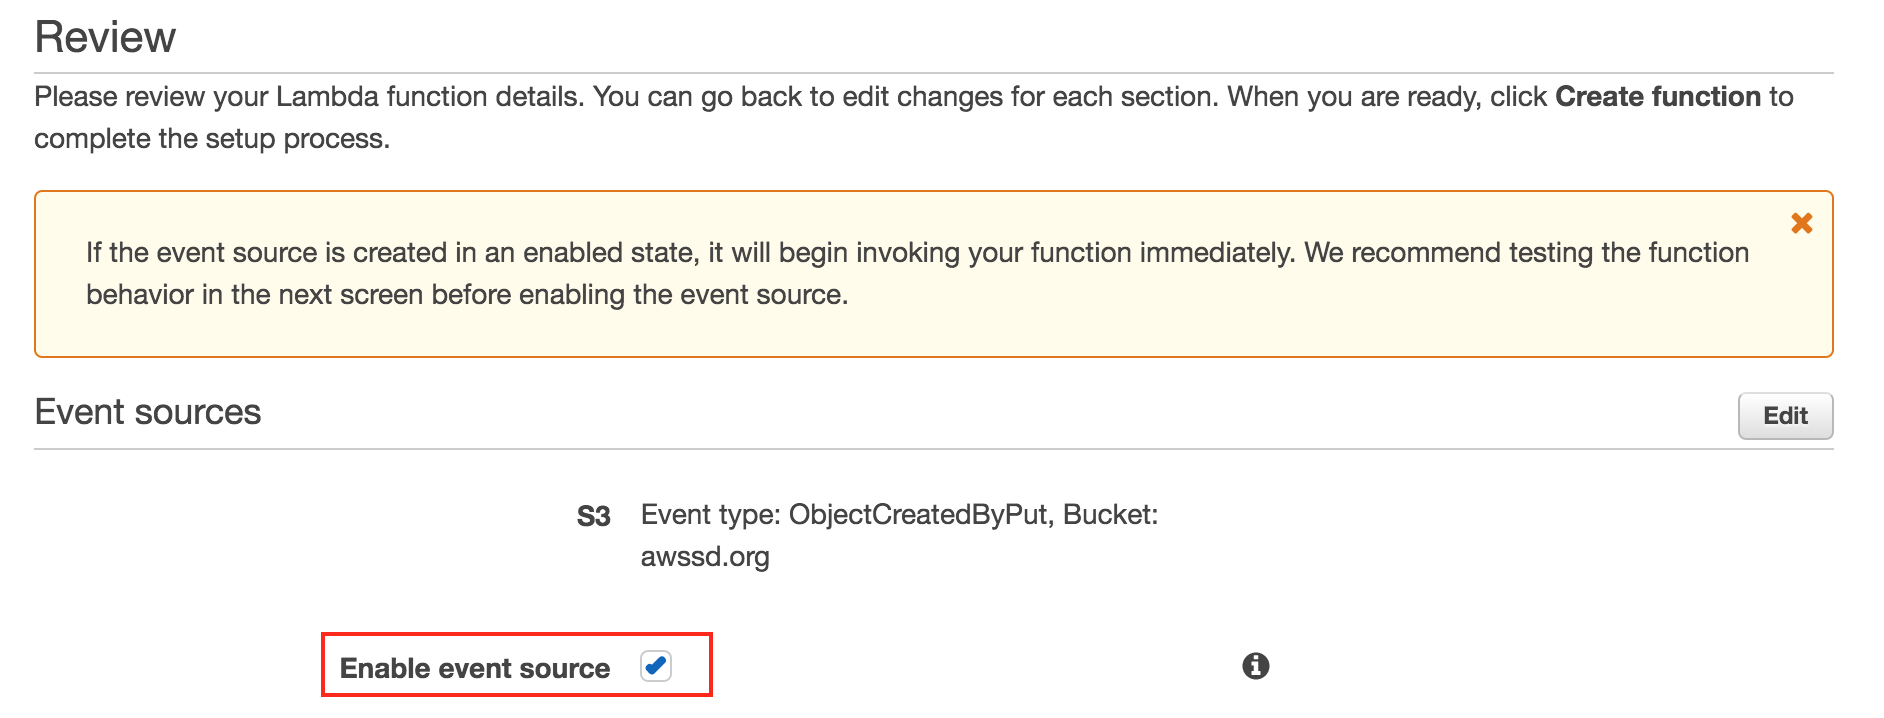 Review
Please review your Lambda function details. You can go back to edit changes for each section. When you are ready, click Create function to
complete the setup process.
If the event source is created in an enabled state, it will begin invoking your function immediately. We recommend testing the function
behavior in the next screen before enabling the event source.
Event sources Edit
S3 Event type: ObjectCreatedByPut, Bucket:
awssd.org
Enable event source